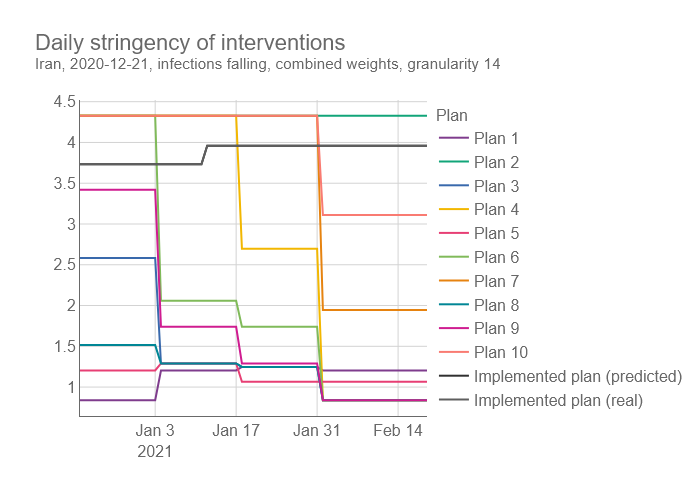 Daily stringency of interventions
Iran, 2020-12-21, infections falling, combined weights, granularity 14
4.5
4
3.5
3
2.5
2
1.5
1
Jan 3
2021
Jan 17
Jan 31
Feb 14
Plan
Plan 1
Plan 2
Plan 3
Plan 4
Plan 5
Plan 6
Plan 7
Plan 8
Plan 9
Plan 10
Implemented plan (predicted)
Implemented plan (real)